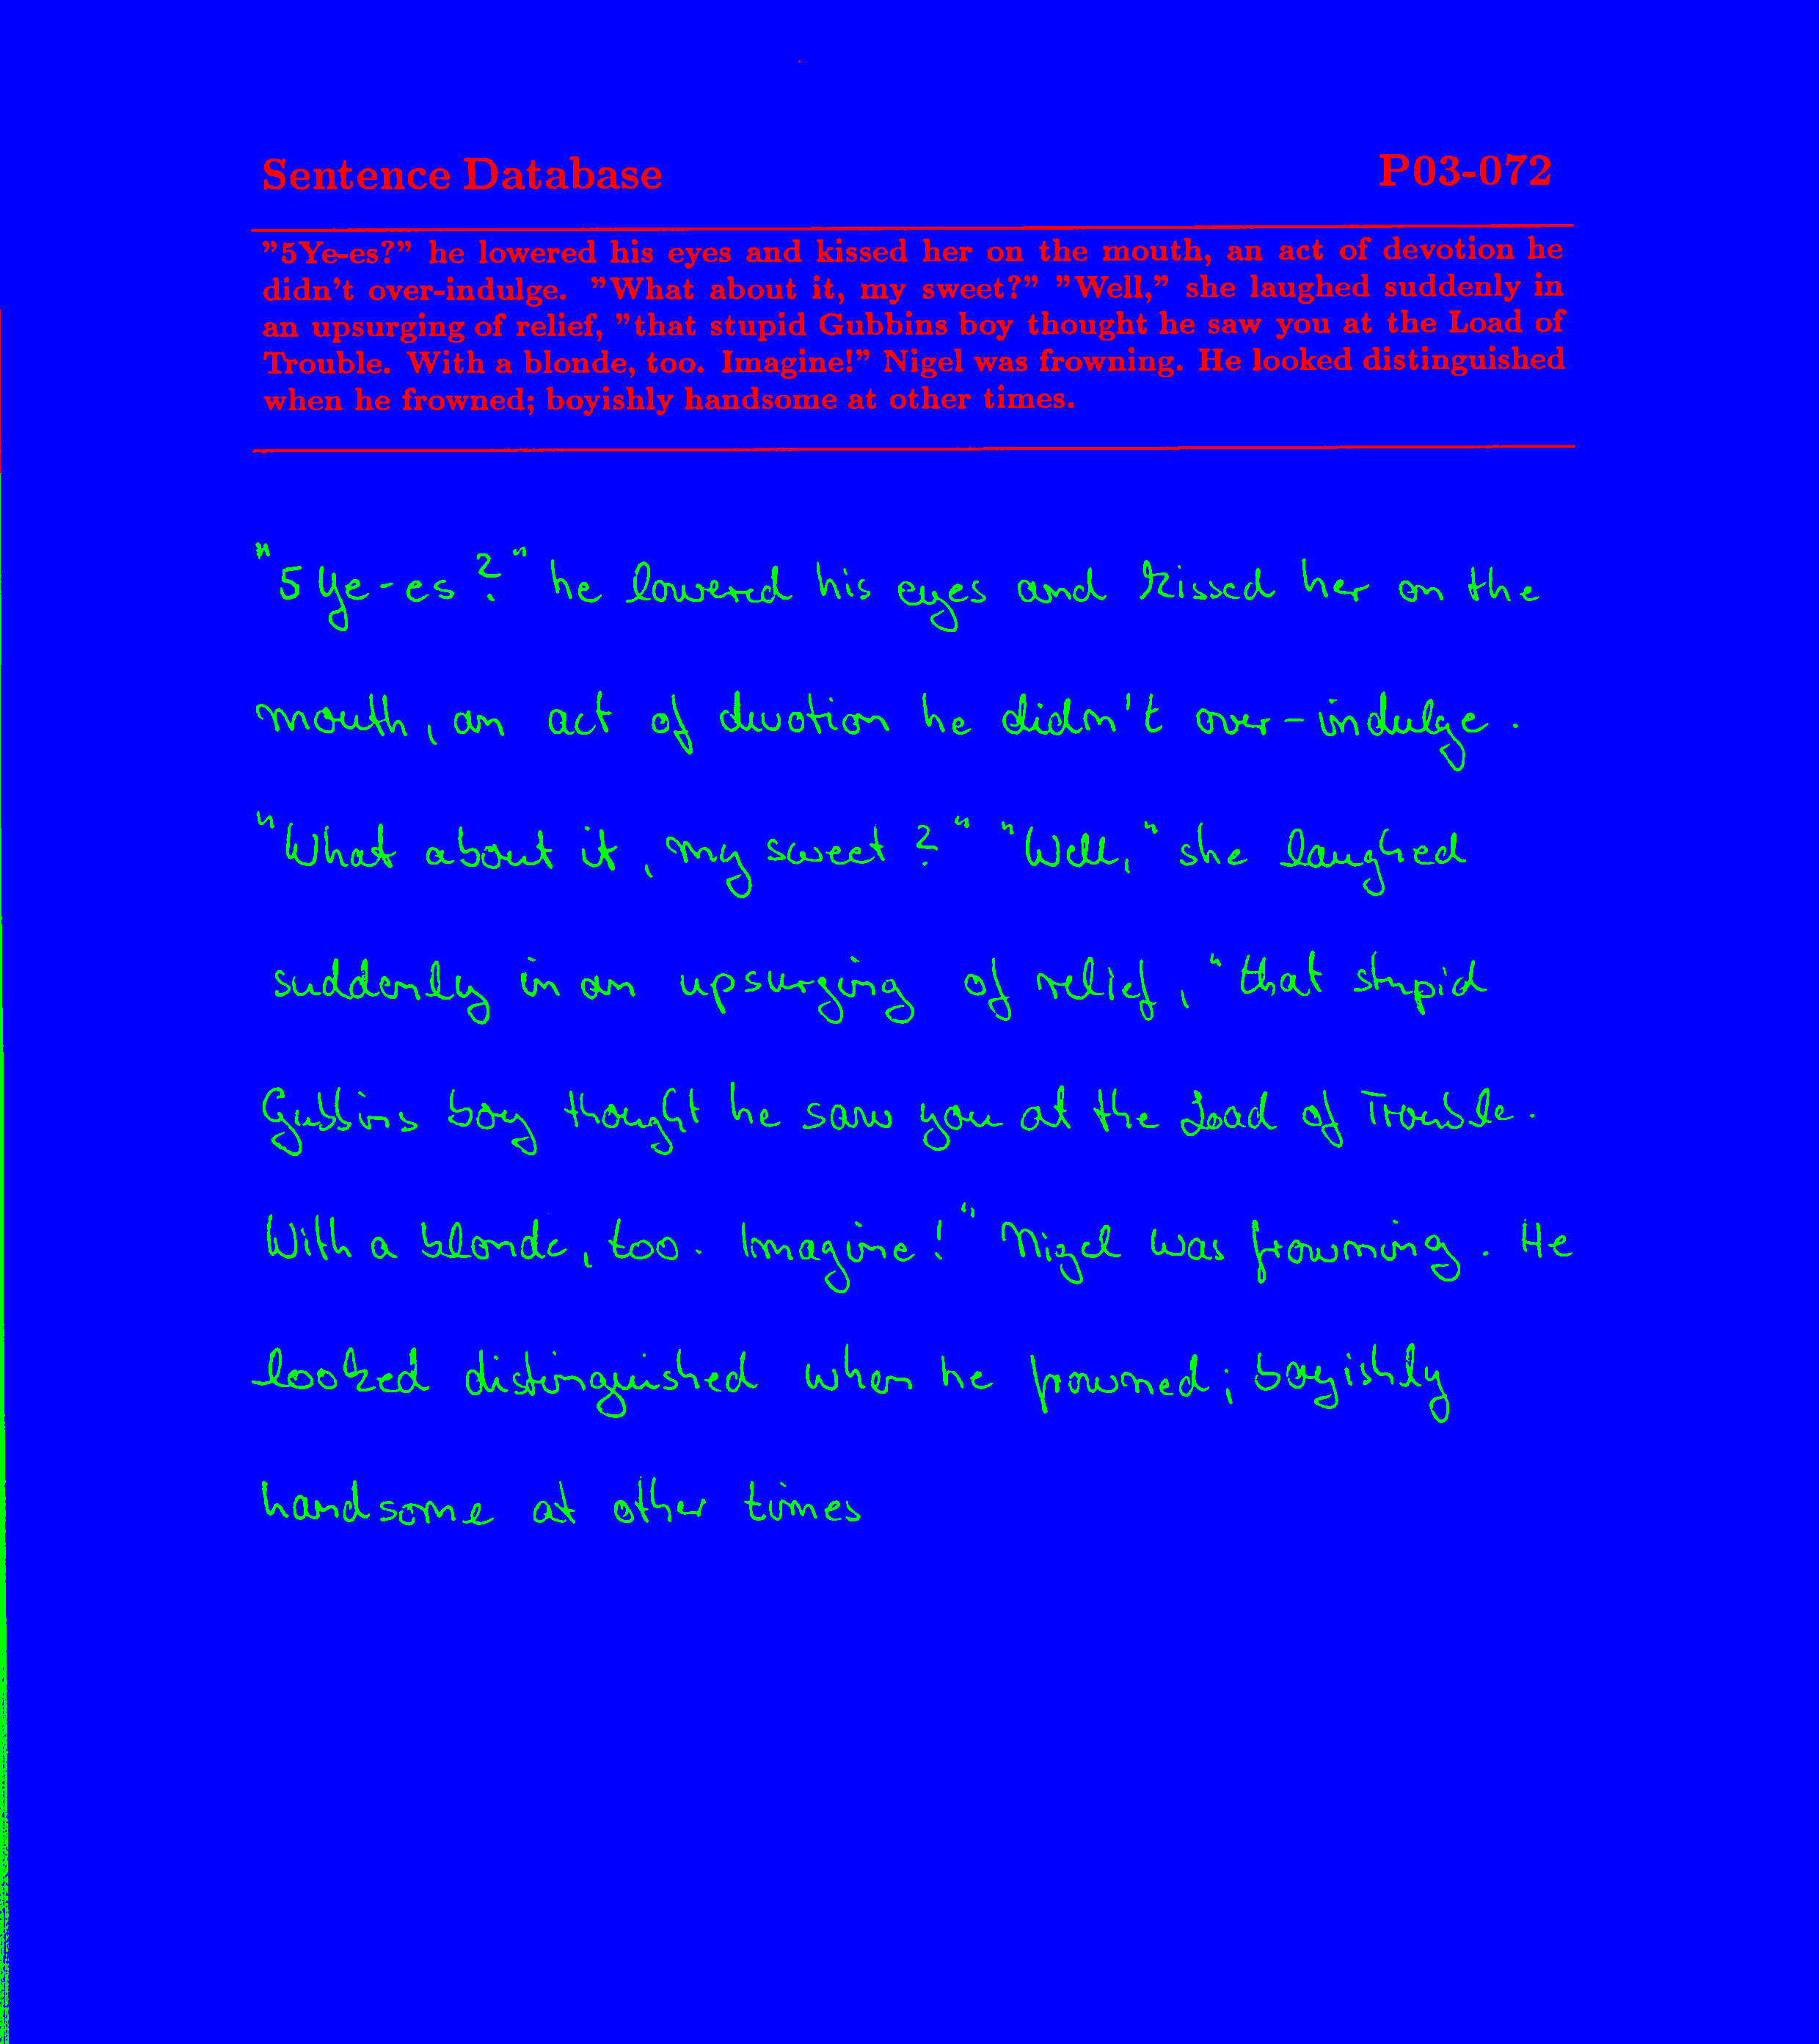 Sentence Database P03-072
"5Ye-es?" he lowered his eyes and kissed her on the mouth, an act of devotion he
didn't over-indulge. "What about it, my sweet?" "Well," she laughed suddenly in
an upsurging of relief, "that stupid Gubbins boy thought he saw you at the Load of
Trouble. With a blonde, too. Imagine!" Nigel was frowning. He looked distinguished
when he frowned; boyishly handsome at other times.
"5Ye-es?" he lowered his eyes and kissed her on the
mouth, an act of devotion he didn't over-indulge.
"What about it, my sweet?" "Well," she laughed
suddenly in an upsurging of relief, "that stupid
Gubbins boy thought he saw you at the Load of Trouble.
With a blonde, too. Imagine!" Nigel was frowning. He
looked distinguished when he frowned; boyishly
handsome at other times